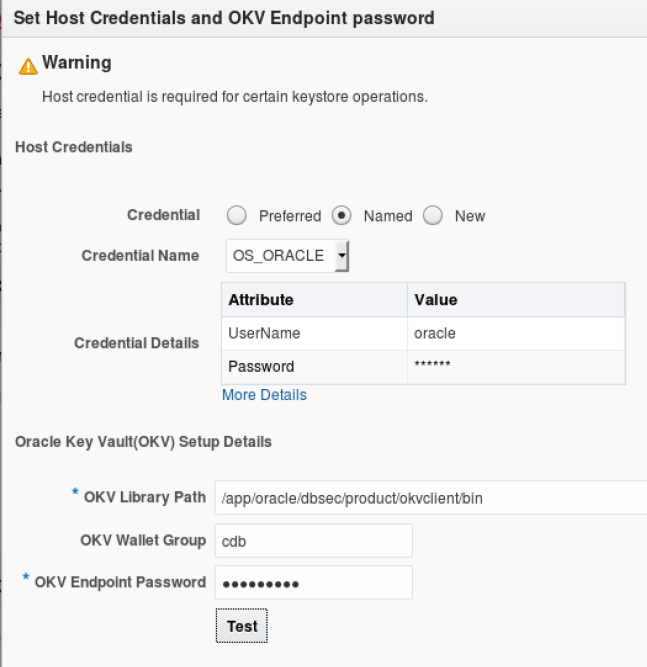 Set Host Credentials and OKV Endpoint password
Warning
Host credential is required for certain keystore operations.
Host Credentials
Credential Preferred Named New
Credential Name OS_ORACLE
Attribute Value
UserName oracle
Credential Details
Password ******
More Details
Oracle Key Vault(OKV) Setup Details
* OKV Library Path /app/oracle/dbsec/product/okvclient/bin
OKV Wallet Group cdb
* OKV Endpoint Password •••••••••
Test